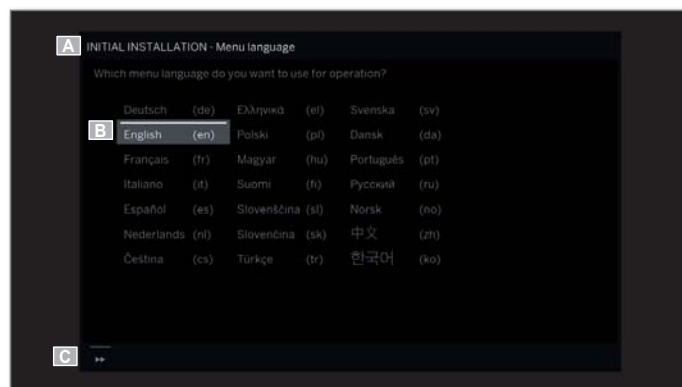 A INITIAL INSTALLATION - Menu language
Which menu language do you want to use for operation?
Deutsch (de) Ελληνικά (el) Svenska (sv)
B English (en) Polski (pl) Dansk (da)
Français (fr) Magyar (hu) Português (pt)
Italiano (it) Suomi (fi) Русский (ru)
Español (es) Slovenščina (sl) Norsk (no)
Nederlands (nl) Slovenčina (sk) 中文 (zh)
Čeština (cs) Türkçe (tr) 한국어 (ko)
C